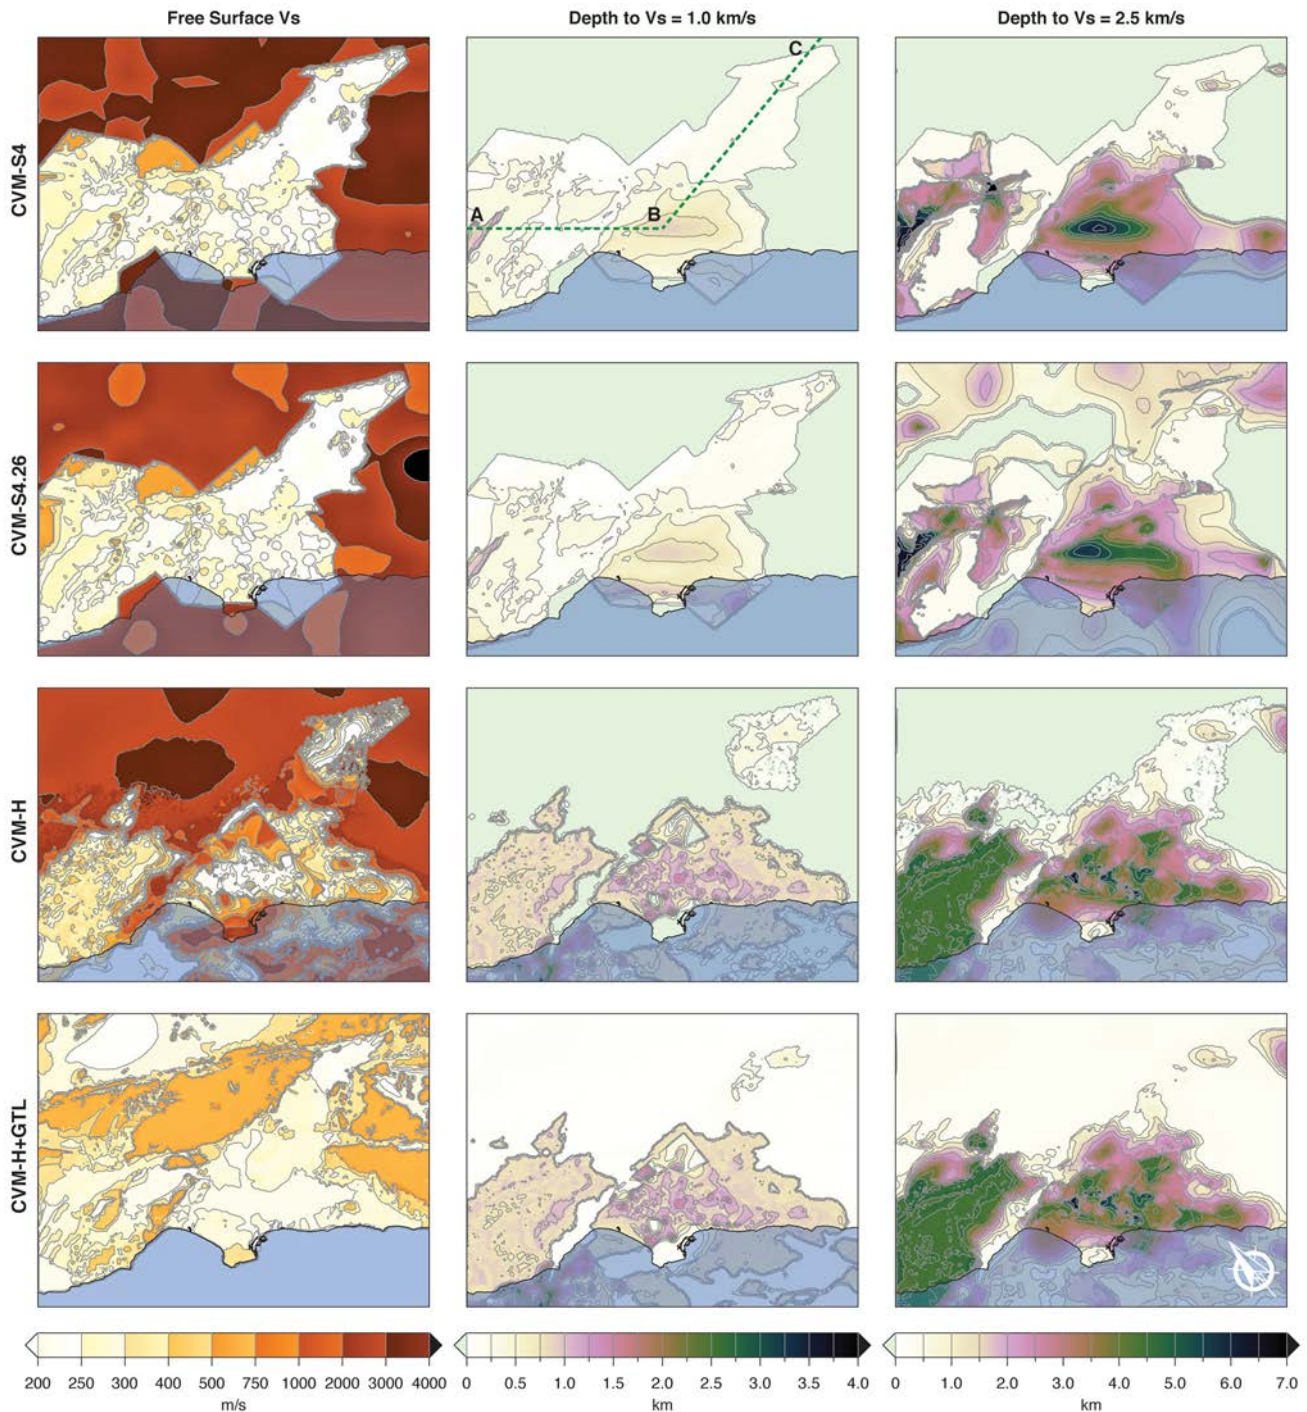 Free Surface Vs
Depth to Vs = 1.0 km/s
Depth to Vs = 2.5 km/s
CVM-S4
A
B
C
CVM-S4.26
CVM-H
CVM-H+GTL
200 250 300 400 500 750 1000 2000 3000 4000
m/s
0 0.5 1.0 1.5 2.0 2.5 3.0 3.5 4.0
km
0 1.0 2.0 3.0 4.0 5.0 6.0 7.0
km